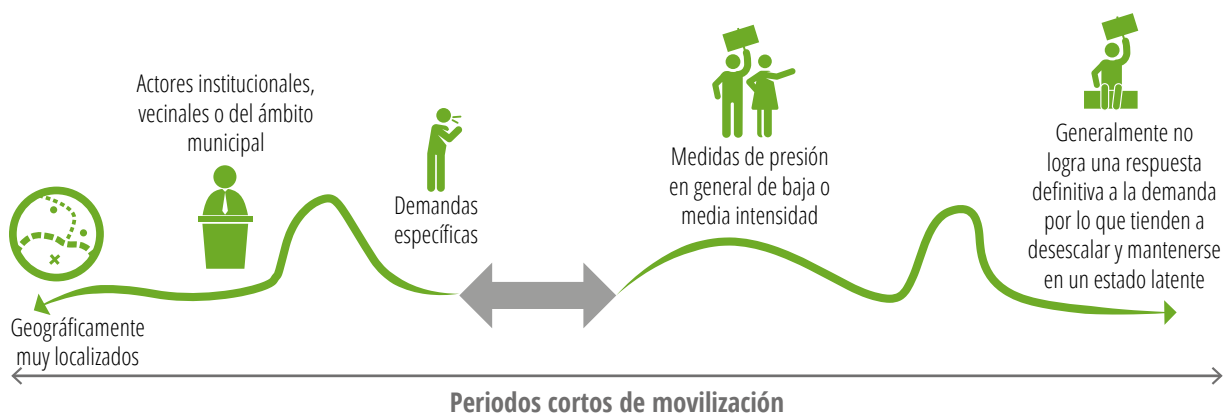 Geográficamente
muy localizados
Actores institucionales,
vecinales o del ámbito
municipal
Demandas
específicas
Medidas de presión
en general de baja o
media intensidad
Generalmente no
logra una respuesta
definitiva a la demanda
por lo que tienden a
desescalar y mantenerse
en un estado latente
Periodos cortos de movilización